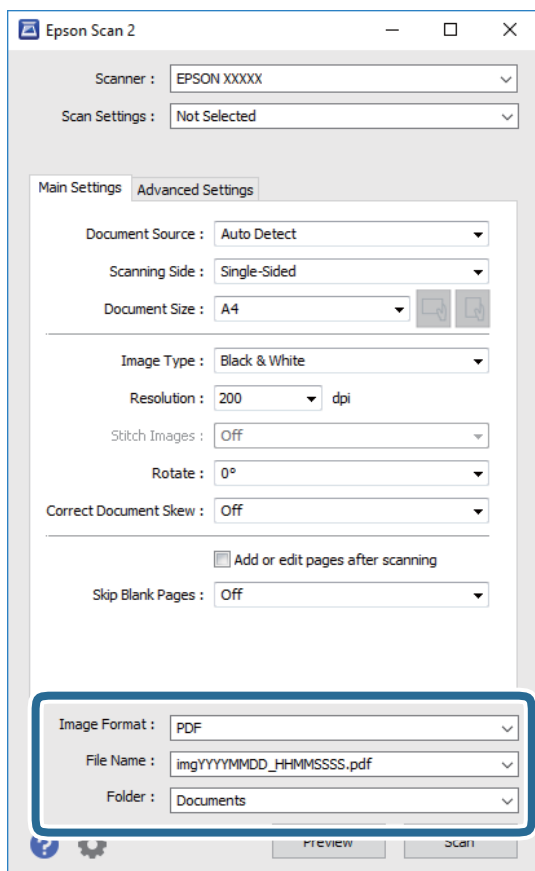 Epson Scan 2
Scanner : EPSON XXXXX
Scan Settings : Not Selected
Main Settings Advanced Settings
Document Source : Auto Detect
Scanning Side : Single-Sided
Document Size : A4
Image Type : Black & White
Resolution : 200 dpi
Stitch Images : Off
Rotate : 0°
Correct Document Skew : Off
Add or edit pages after scanning
Skip Blank Pages : Off
Image Format : PDF
File Name : imgYYYYMMDD_HHMMSSSS.pdf
Folder : Documents
? Preview Scan